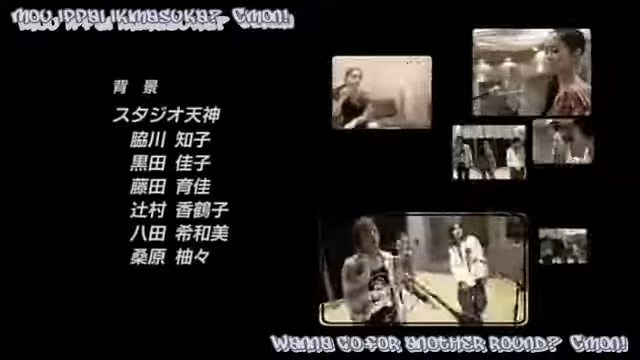 Mou ippai ikimasuka? C'mon!
背 景
スタジオ天神
脇川 知子
黒田 佳子
藤田 育佳
辻村 香鶴子
八田 希和美
桑原 柚々
Wanna go for another round? C'mon!